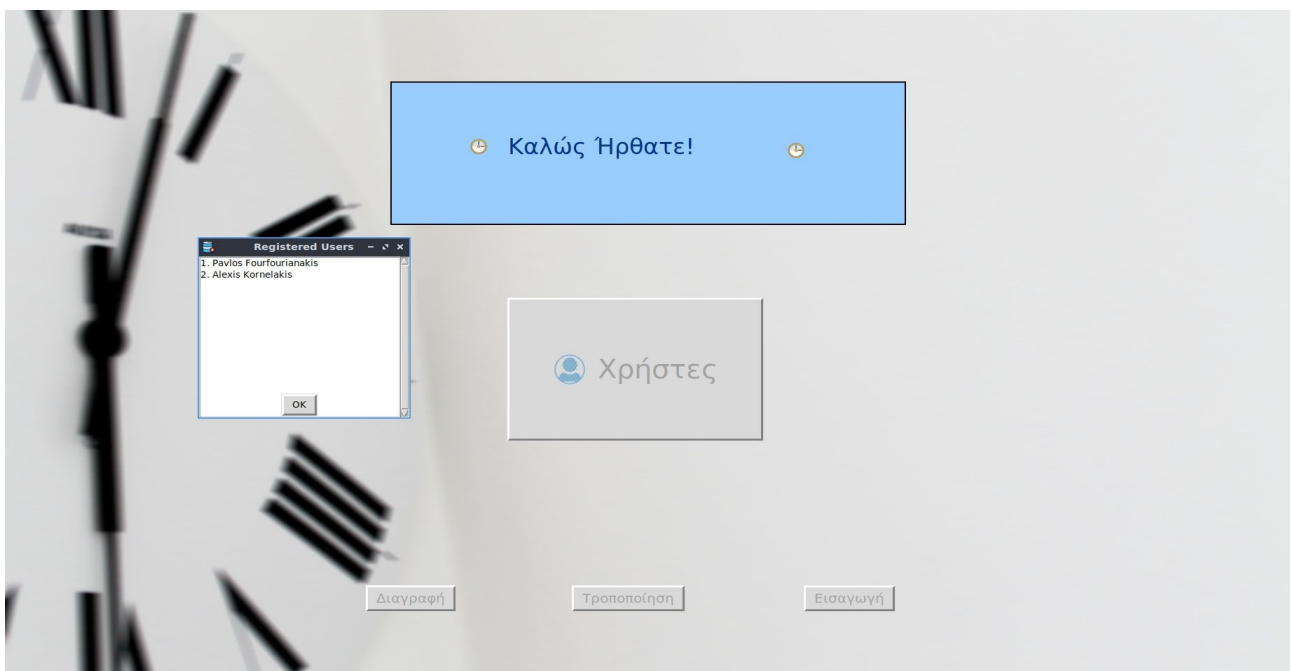 Καλώς Ήρθατε!
Registered Users
1. Pavlos Fourfourianakis
2. Alexis Kornelakis
OK
Χρήστες
Διαγραφή
Τροποποίηση
Εισαγωγή